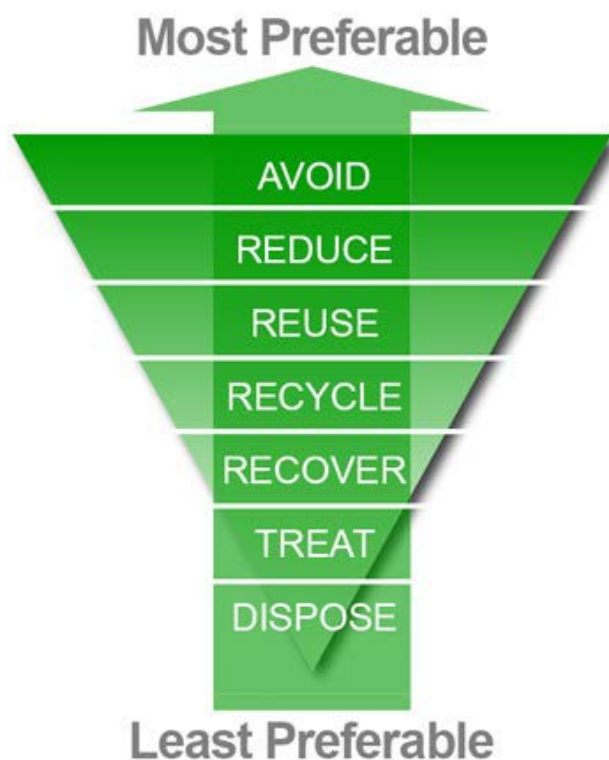 Most Preferable
AVOID
REDUCE
REUSE
RECYCLE
RECOVER
TREAT
DISPOSE
Least Preferable